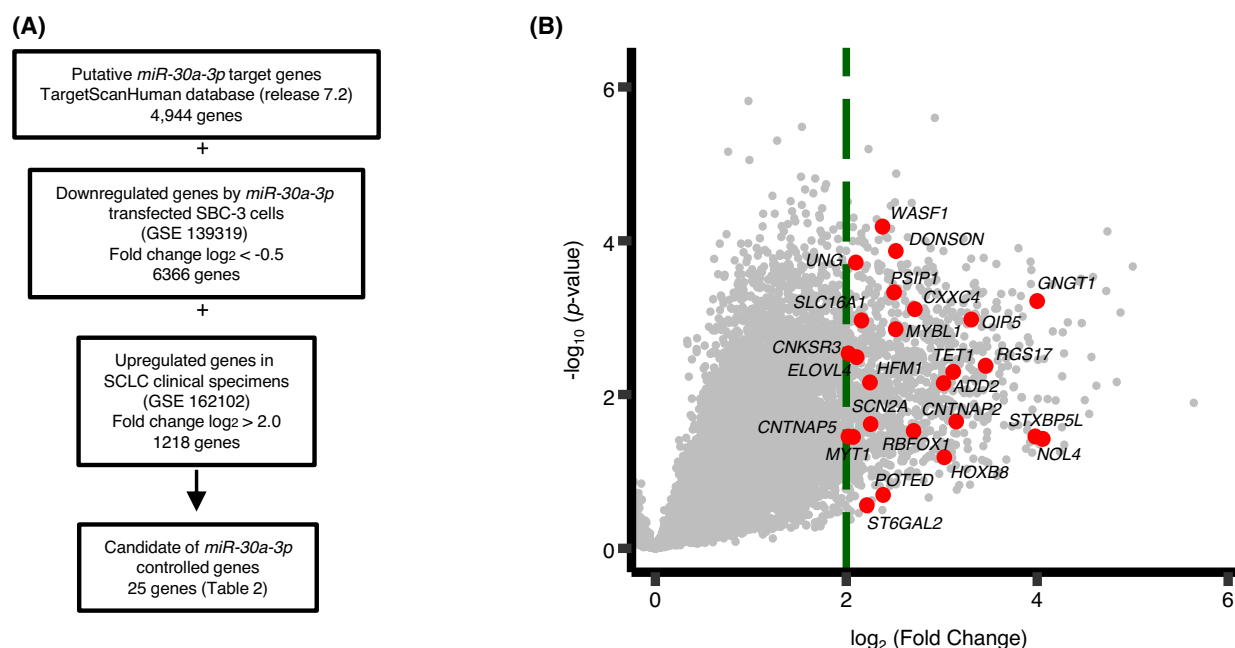 (A)
Putative miR-30a-3p target genes
TargetScanHuman database (release 7.2)
4,944 genes
+
Downregulated genes by miR-30a-3p
transfected SBC-3 cells
(GSE 139319)
Fold change log₂ < -0.5
6366 genes
+
Upregulated genes in
SCLC clinical specimens
(GSE 162102)
Fold change log₂ > 2.0
1218 genes
Candidate of miR-30a-3p
controlled genes
25 genes (Table 2)
(B)
-log₁₀ (p-value)
6
4
2
0
WASF1
DONSON
UNG
PSIP1
GNGT1
SLC16A1
CXXC4
OIP5
MYBL1
CNKSR3
TET1
RGS17
ELOVL4
HFM1
ADD2
SCN2A
CNTNAP2
STXBP5L
CNTNAP5
MYT1
RBFOX1
NOL4
HOXB8
POTED
ST6GAL2
0
2
4
6
log₂ (Fold Change)